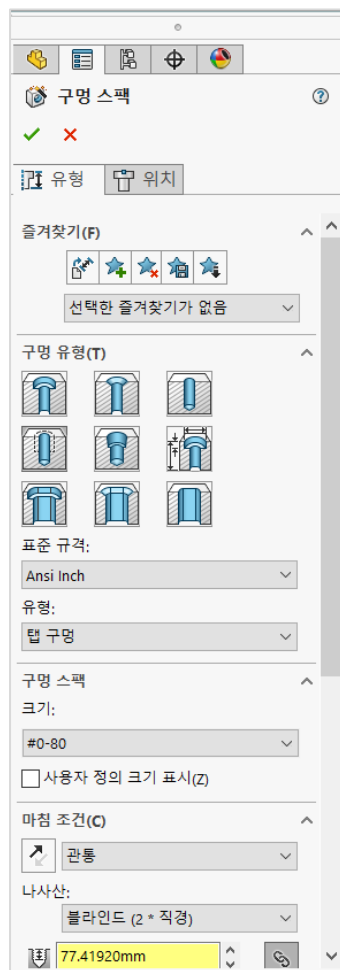 구멍 스팩
유형 위치
즐겨찾기(F)
선택한 즐겨찾기가 없음
구멍 유형(T)
표준 규격:
Ansi Inch
유형:
탭 구멍
구멍 스팩
크기:
#0-80
사용자 정의 크기 표시(Z)
마침 조건(C)
관통
나사산:
블라인드 (2 * 직경)
77.41920mm